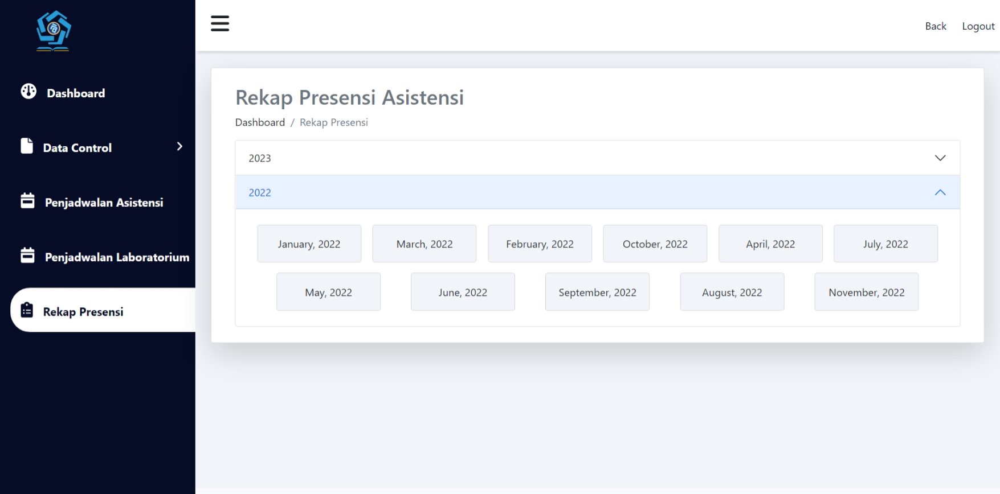 Back Logout
Dashboard
Data Control
Penjadwalan Asistensi
Penjadwalan Laboratorium
Rekap Presensi
Rekap Presensi Asistensi
Dashboard / Rekap Presensi
2023
2022
January, 2022 March, 2022 February, 2022 October, 2022 April, 2022 July, 2022
May, 2022 June, 2022 September, 2022 August, 2022 November, 2022